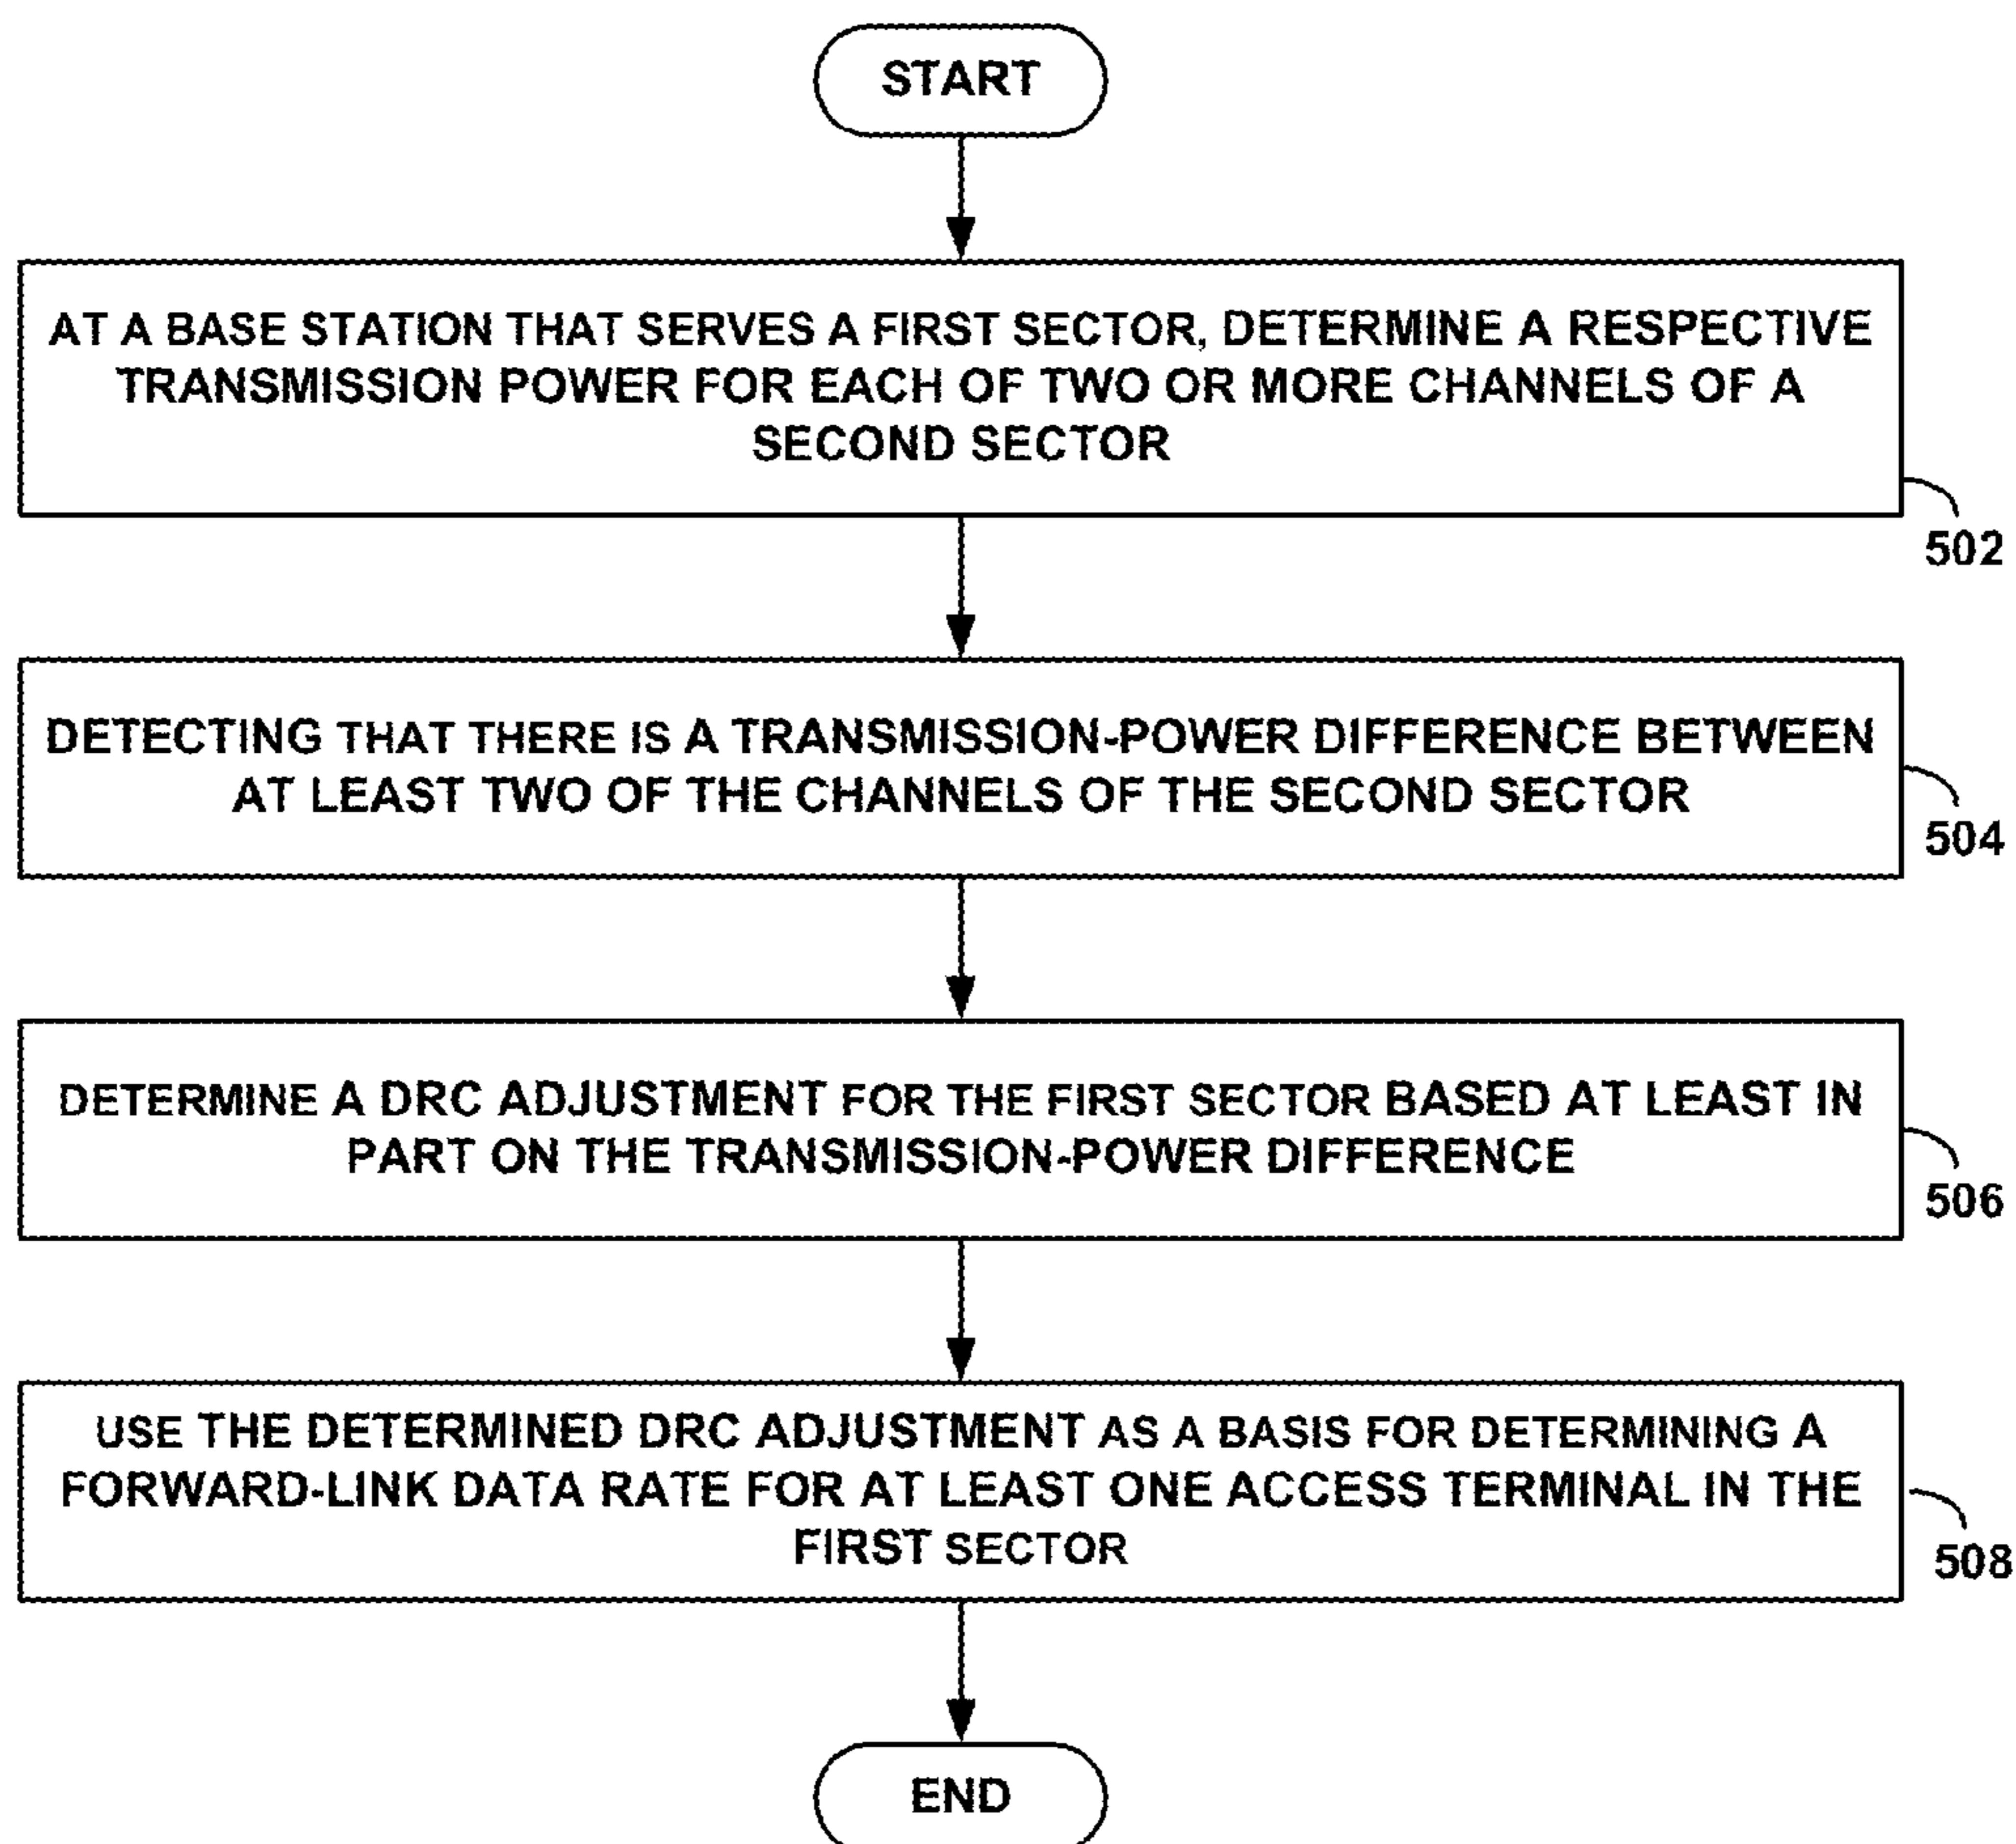 START
AT A BASE STATION THAT SERVES A FIRST SECTOR, DETERMINE A RESPECTIVE
TRANSMISSION POWER FOR EACH OF TWO OR MORE CHANNELS OF A
SECOND SECTOR
502
DETECTING THAT THERE IS A TRANSMISSION-POWER DIFFERENCE BETWEEN
AT LEAST TWO OF THE CHANNELS OF THE SECOND SECTOR
504
DETERMINE A DRC ADJUSTMENT FOR THE FIRST SECTOR BASED AT LEAST IN
PART ON THE TRANSMISSION-POWER DIFFERENCE
506
USE THE DETERMINED DRC ADJUSTMENT AS A BASIS FOR DETERMINING A
FORWARD-LINK DATA RATE FOR AT LEAST ONE ACCESS TERMINAL IN THE
FIRST SECTOR
508
END